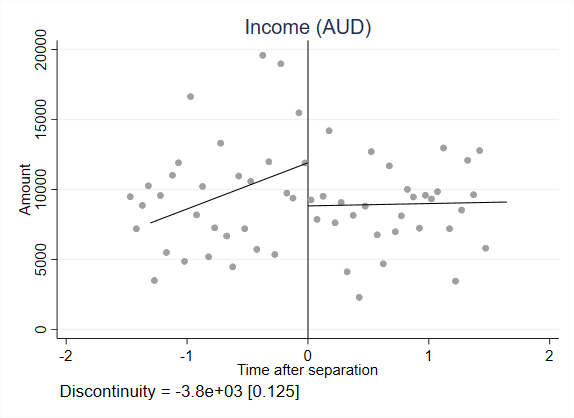 Income (AUD)
20000
15000
10000
5000
0
Amount
-2
-1
0
1
2
Time after separation
Discontinuity = -3.8e+03 [0.125]